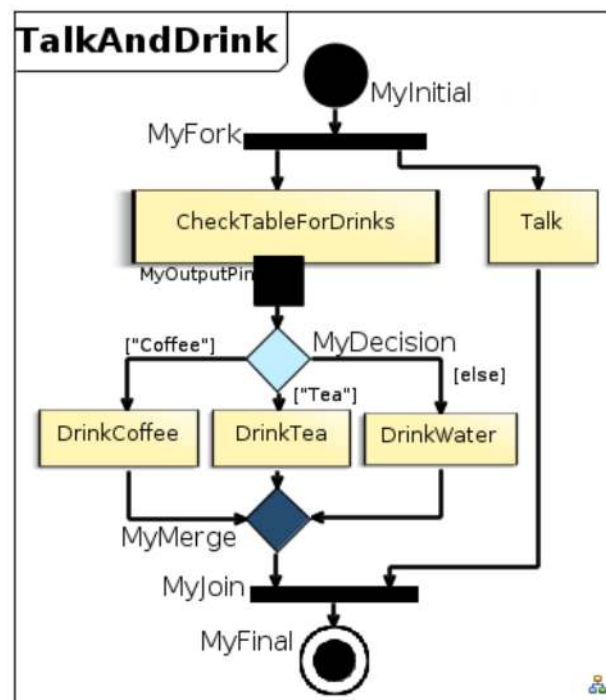 TalkAndDrink
MyInitial
MyFork
CheckTableForDrinks
Talk
MyOutputPin
MyDecision
["Coffee"]
["Tea"]
[else]
DrinkCoffee
DrinkTea
DrinkWater
MyMerge
MyJoin
MyFinal